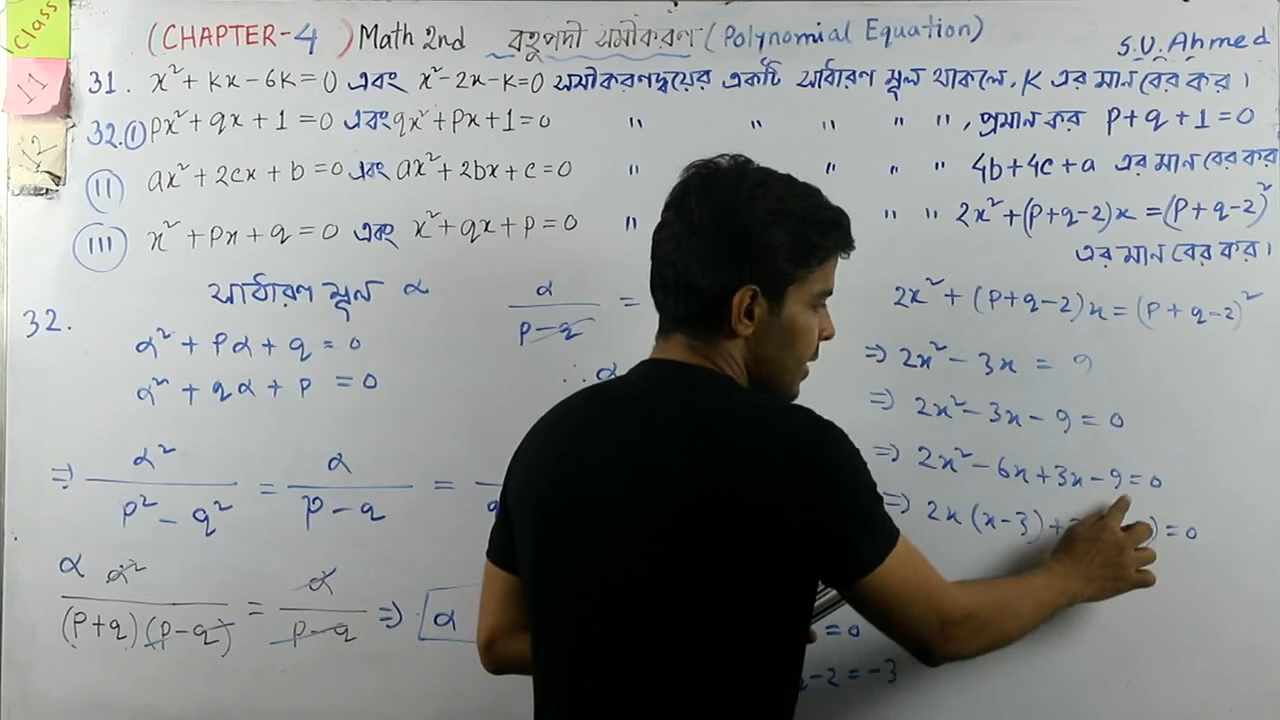 Class
11
12
(CHAPTER-4) Math 2nd বহুপদী সমীকরণ (Polynomial Equation)
S.U.Ahmed
31. x²+kx-6k=0 এবং x²-2x-k=0 সমীকরণদ্বয়ের একটি সাধারণ মূল থাকলে, K এর মান বের কর।
32.(i) px²+qx+1=0 এবং qx²+px+1=0 " " " " ", প্রমান কর p+q+1=0
(ii) ax²+2cx+b=0 এবং ax²+2bx+c=0 " " " " 4b+4c+a এর মান বের কর
(iii) x²+px+q=0 এবং x²+qx+p=0 " " " 2x²+(p+q-2)x=(p+q-2)²
এর মান বের কর।
32.
সাধারণ মূল α
α²+pα+q=0
α²+qα+p=0
⇒ α²/(p²-q²) = α/(p-q) =
α α²/((p+q)(p-q)) = α/(p-q) ⇒ α
α/(p-q) =
∴ α
=0
-2=-3
2x²+(p+q-2)x=(p+q-2)²
⇒ 2x²-3x=9
⇒ 2x²-3x-9=0
⇒ 2x²-6x+3x-9=0
⇒ 2x(x-3)+ )=0